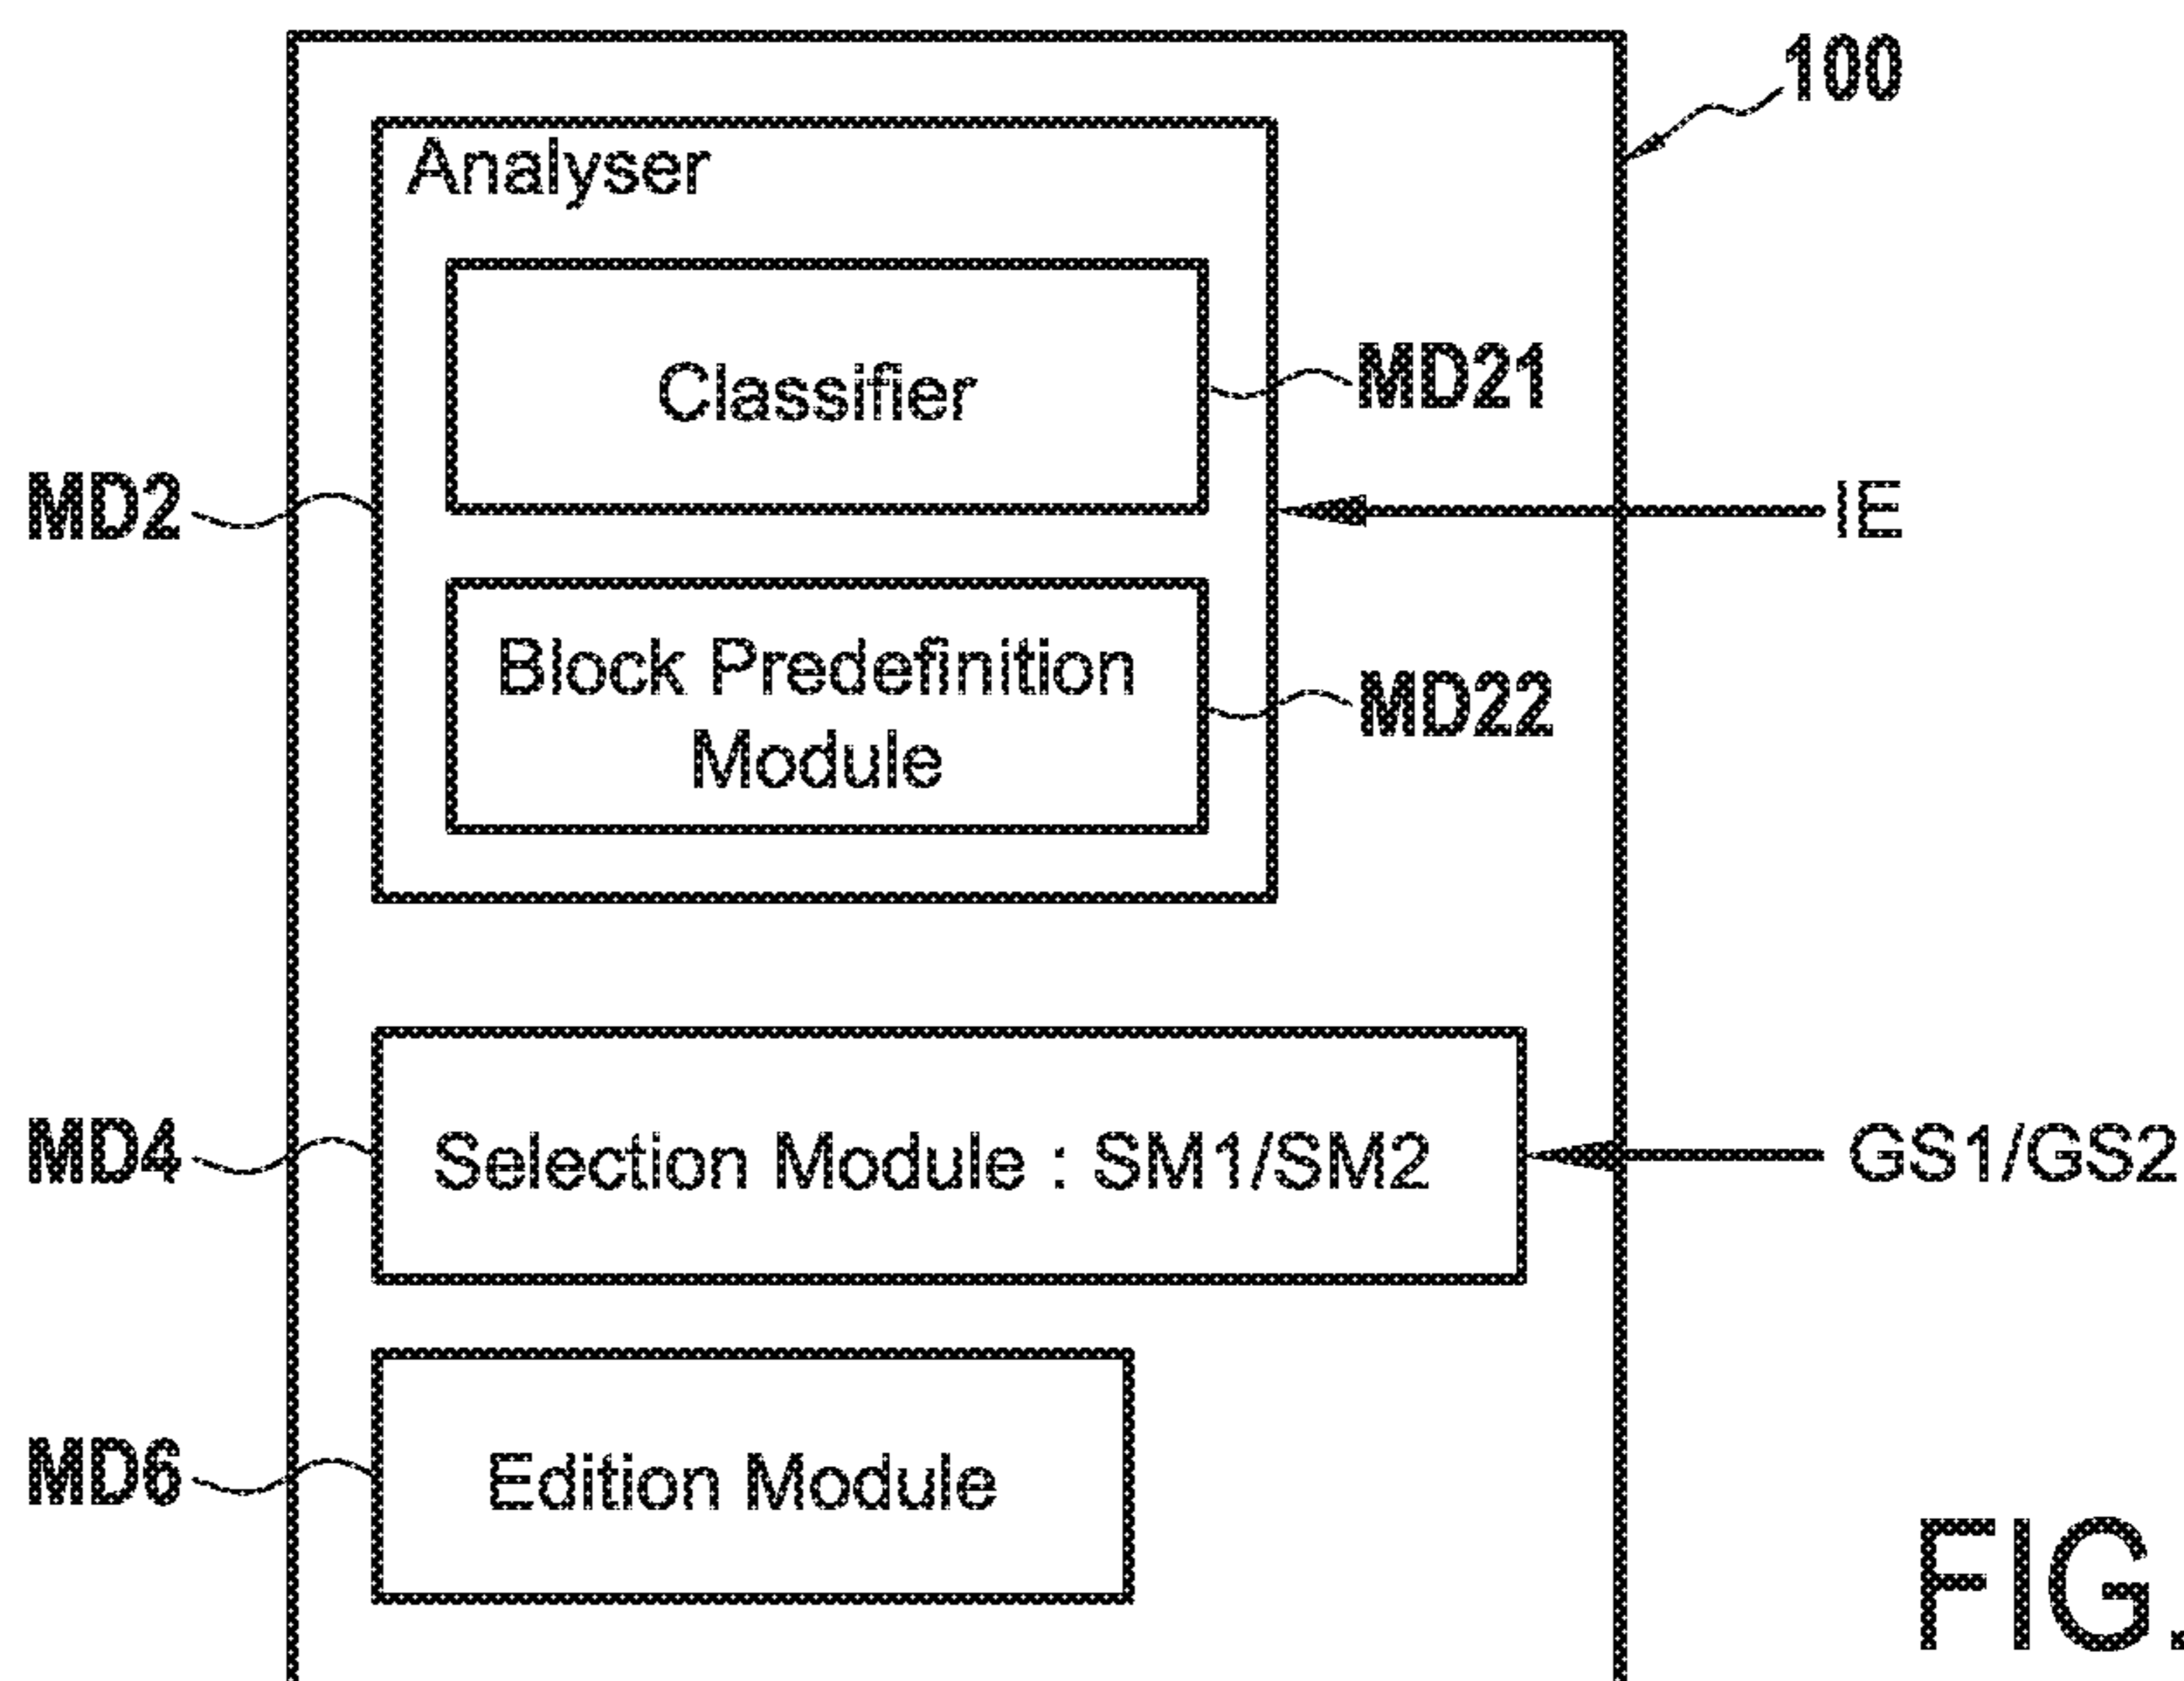 100
Analyser
Classifier
MD21
MD2
IE
Block Predefinition
Module
MD22
MD4
Selection Module : SM1/SM2
GS1/GS2
MD6
Edition Module
FIG.